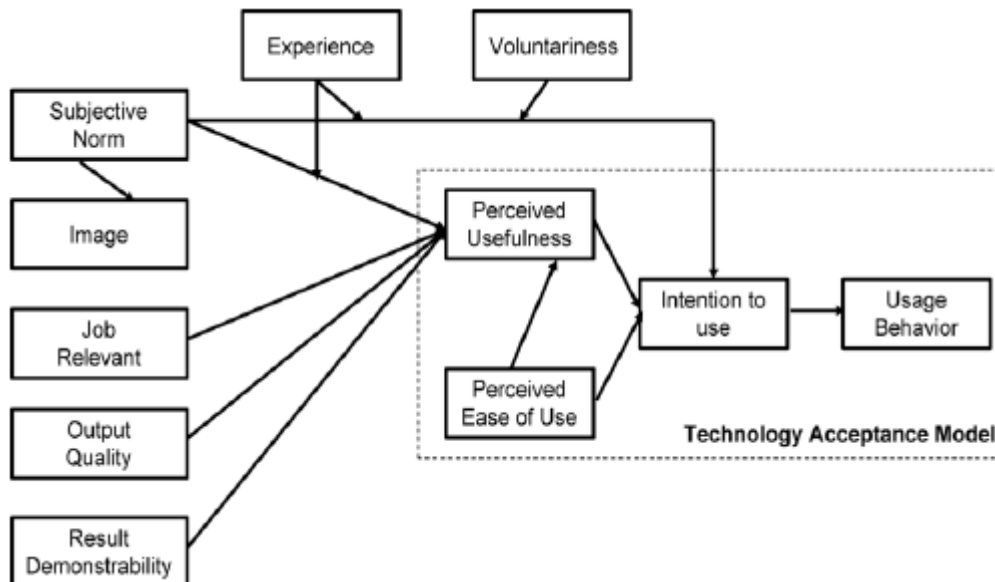 Experience
Voluntariness
Subjective
Norm
Image
Perceived
Usefulness
Job
Relevant
Intention to
use
Usage
Behavior
Perceived
Ease of Use
Output
Quality
Technology Acceptance Model
Result
Demonstrability